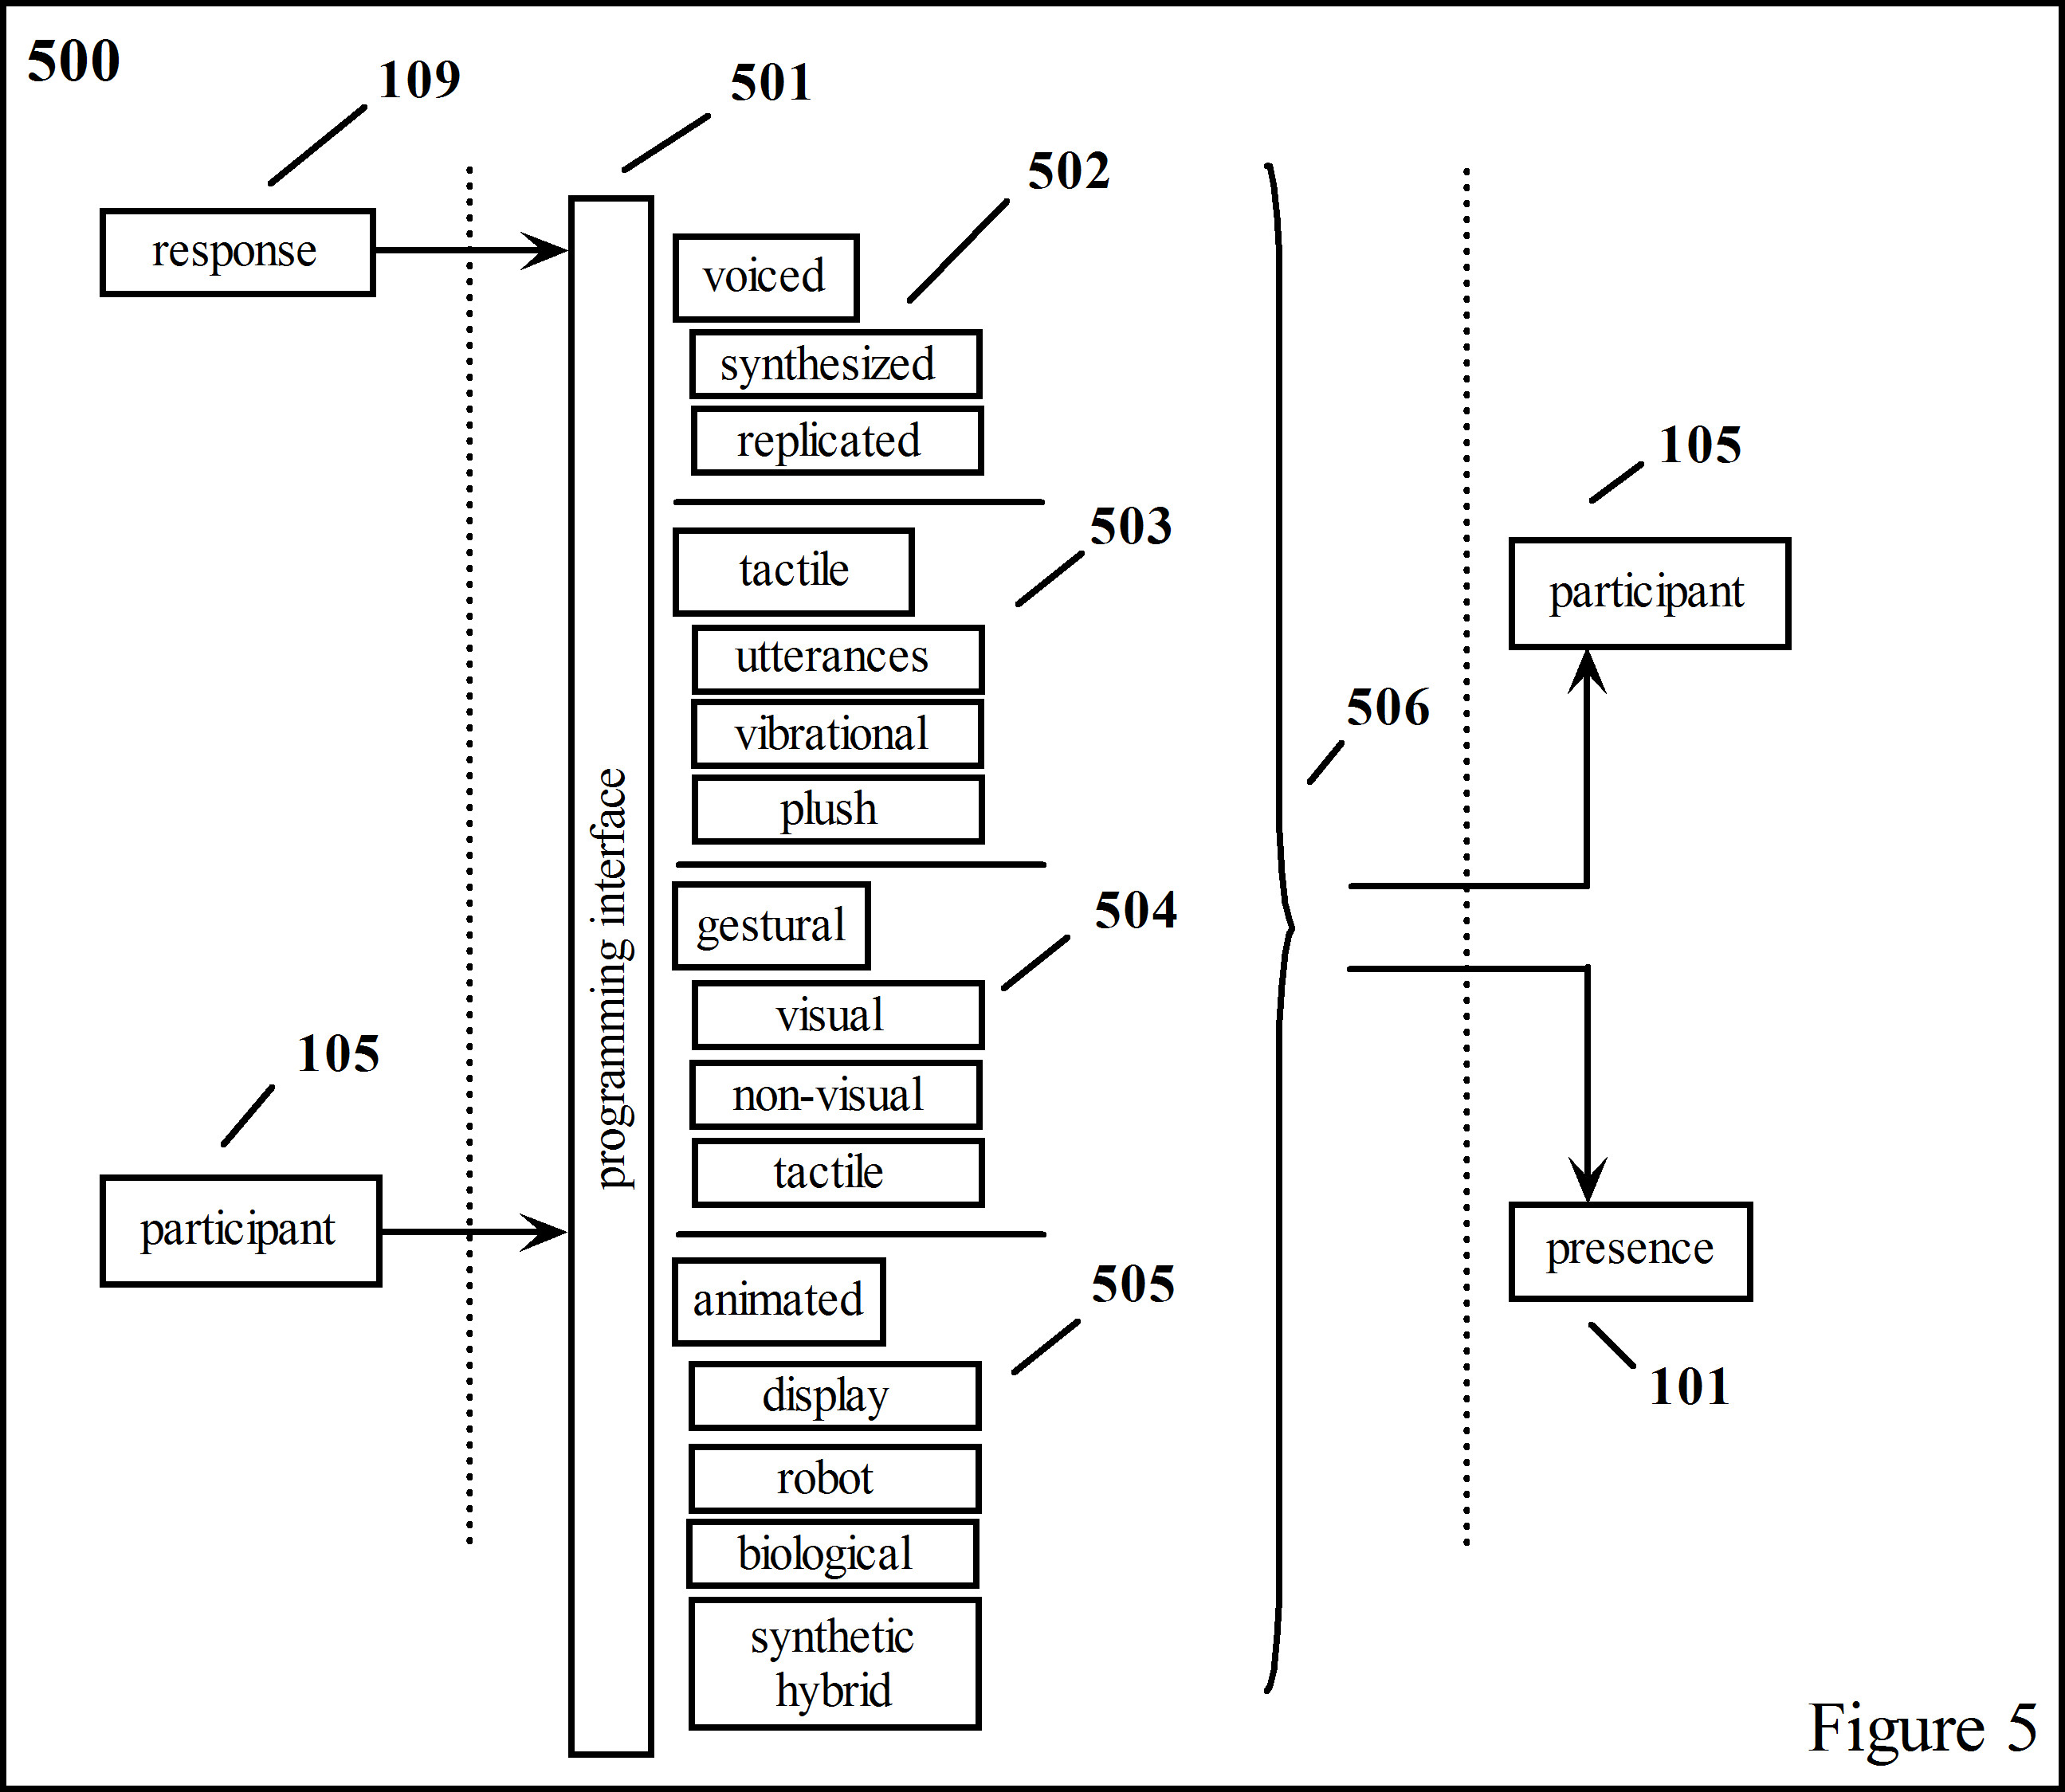 500
109
501
502
response
voiced
synthesized
replicated
503
tactile
utterances
vibrational
plush
programming interface
504
gestural
visual
non-visual
tactile
105
participant
505
animated
display
robot
biological
synthetic
hybrid
506
105
participant
presence
101
Figure 5